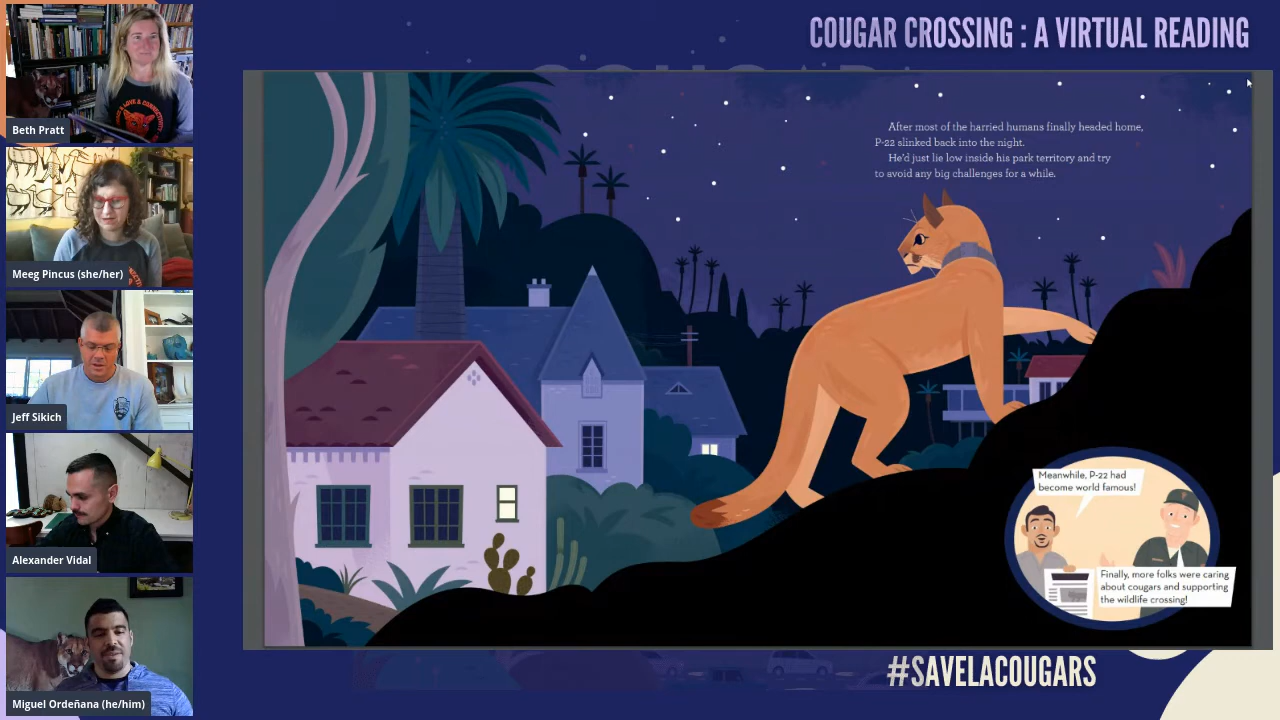 COUGAR CROSSING : A VIRTUAL READING
Beth Pratt
Meeg Pincus (she/her)
Jeff Sikich
Alexander Vidal
Miguel Ordeñana (he/him)
After most of the harried humans finally headed home,
P-22 slinked back into the night.
He'd just lie low inside his park territory and try
to avoid any big challenges for a while.
Meanwhile, P-22 had
become world famous!
Finally, more folks were caring
about cougars and supporting
the wildlife crossing!
#SAVELACOUGARS